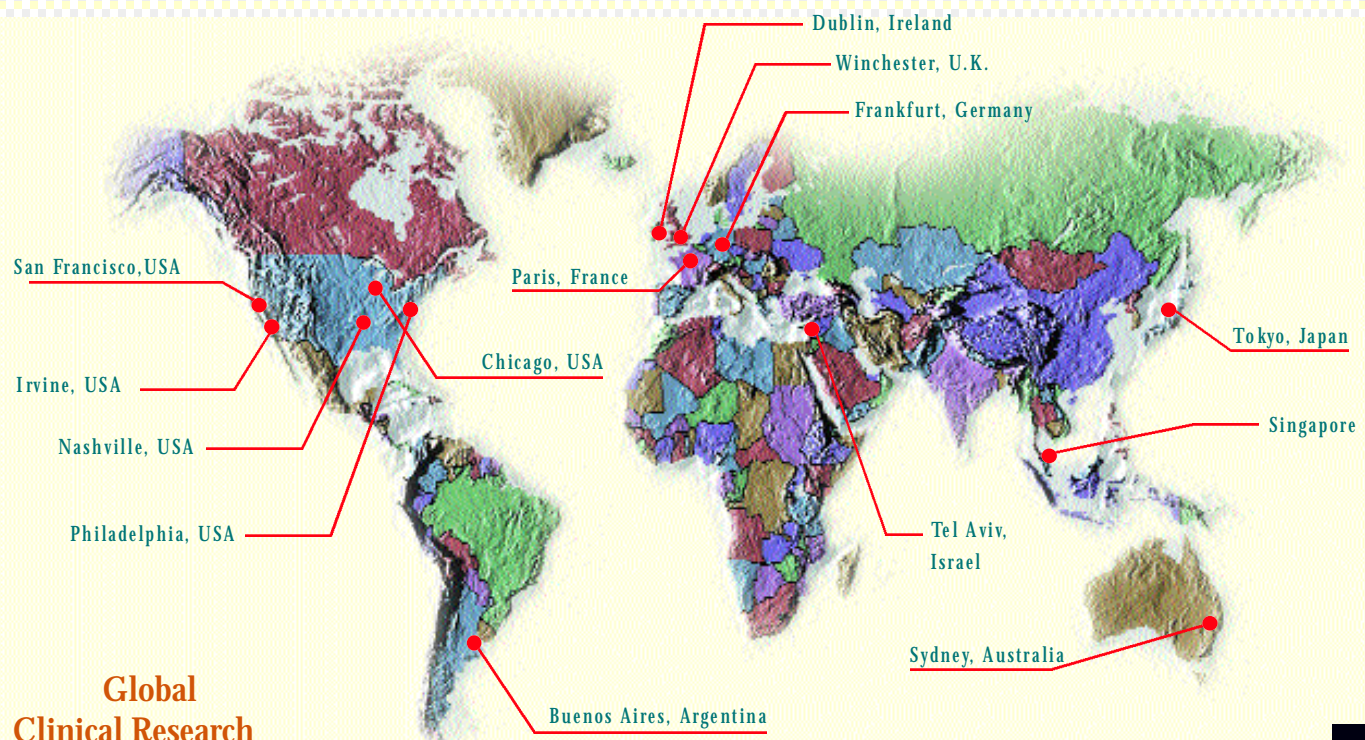 Dublin, Ireland
Winchester, U.K.
Frankfurt, Germany
San Francisco,USA
Paris, France
Tokyo, Japan
Chicago, USA
Irvine, USA
Singapore
Nashville, USA
Philadelphia, USA
Tel Aviv,
Israel
Sydney, Australia
Global
Clinical Research
Buenos Aires, Argentina